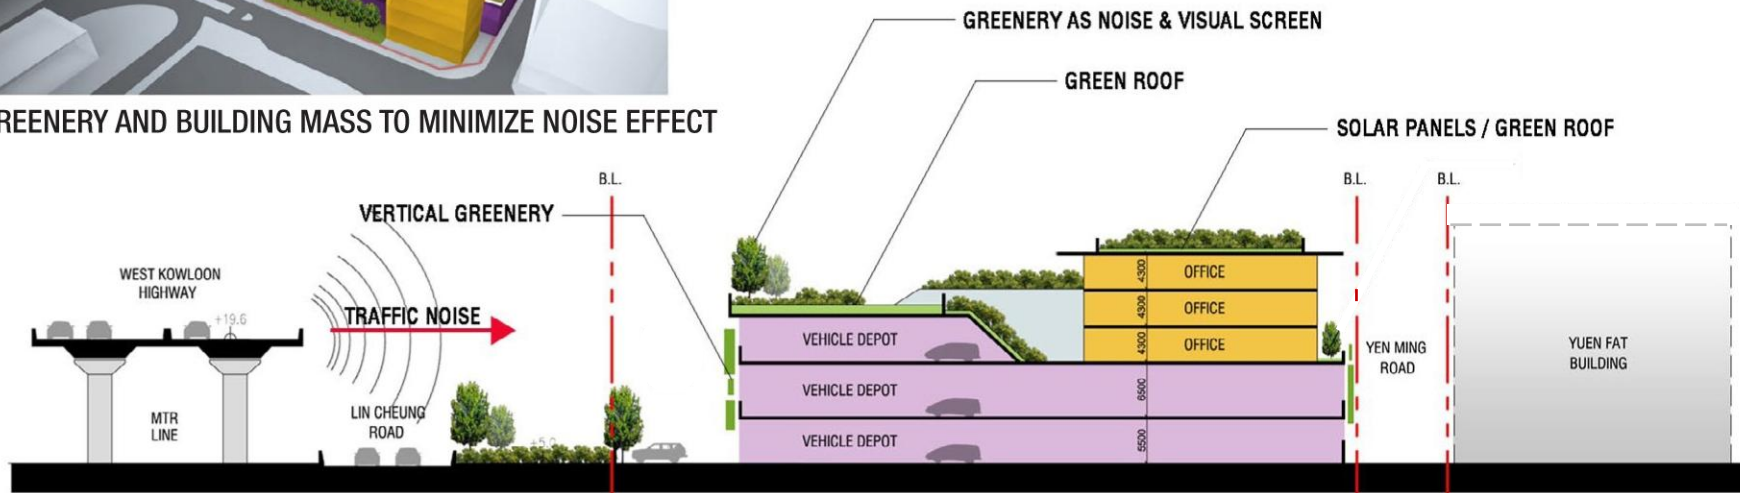 GREENERY AS NOISE & VISUAL SCREEN
GREEN ROOF
REENERY AND BUILDING MASS TO MINIMIZE NOISE EFFECT
SOLAR PANELS / GREEN ROOF
B.L.
B.L.
B.L.
VERTICAL GREENERY
WEST KOWLOON
HIGHWAY
+19.6
TRAFFIC NOISE
4300
OFFICE
4300
OFFICE
4300
OFFICE
VEHICLE DEPOT
YEN MING
ROAD
YUEN FAT
BUILDING
VEHICLE DEPOT
6500
MTR
LINE
LIN CHEUNG
ROAD
+5.0
VEHICLE DEPOT
5500